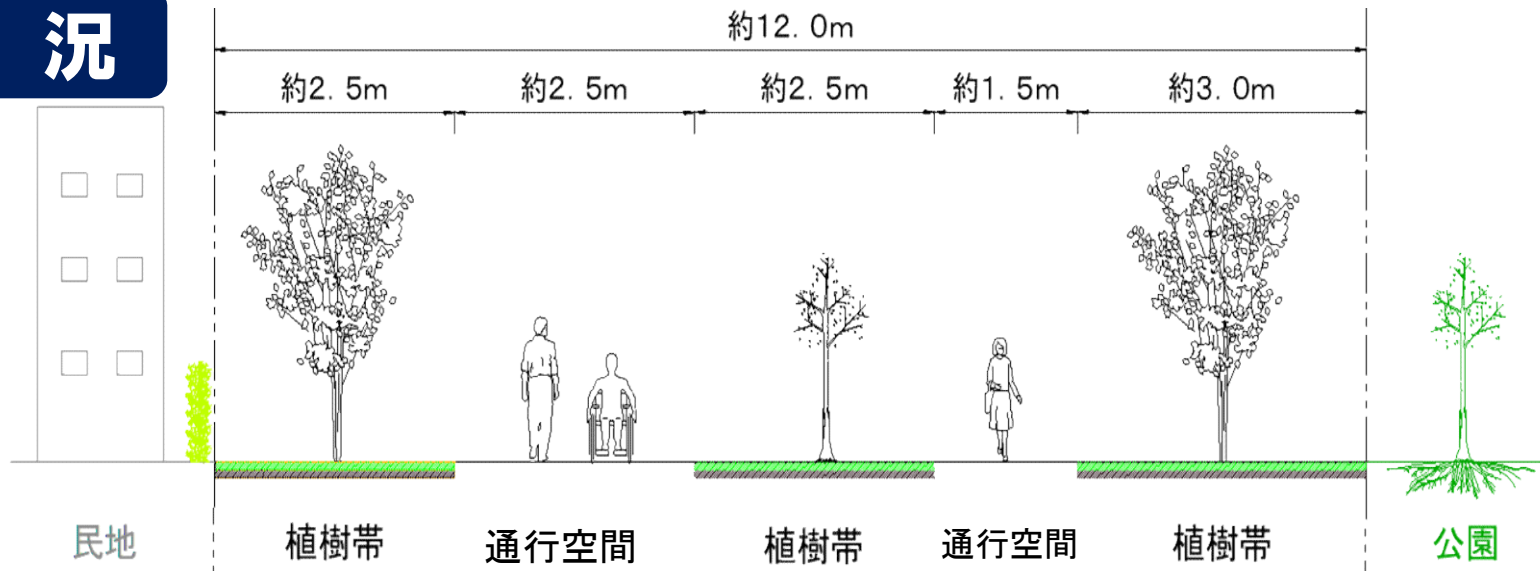 況
約12.0m
約2.5m
約2.5m
約2.5m
約1.5m
約3.0m
民地
植樹帯
通行空間
植樹帯
通行空間
植樹帯
公園